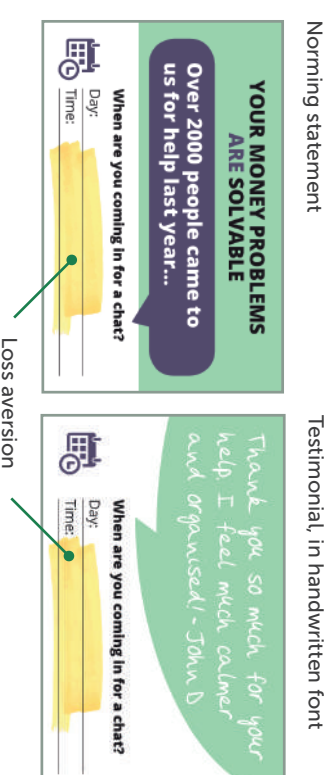 Norming statement
YOUR MONEY PROBLEMS
ARE SOLVABLE
Over 2000 people came to
us for help last year...
When are you coming in for a chat?
Day:
Time:
Testimonial, in handwritten font
Thank you so much for your
help. I feel much calmer
and organised! - John D
When are you coming in for a chat?
Day:
Time:
Loss aversion